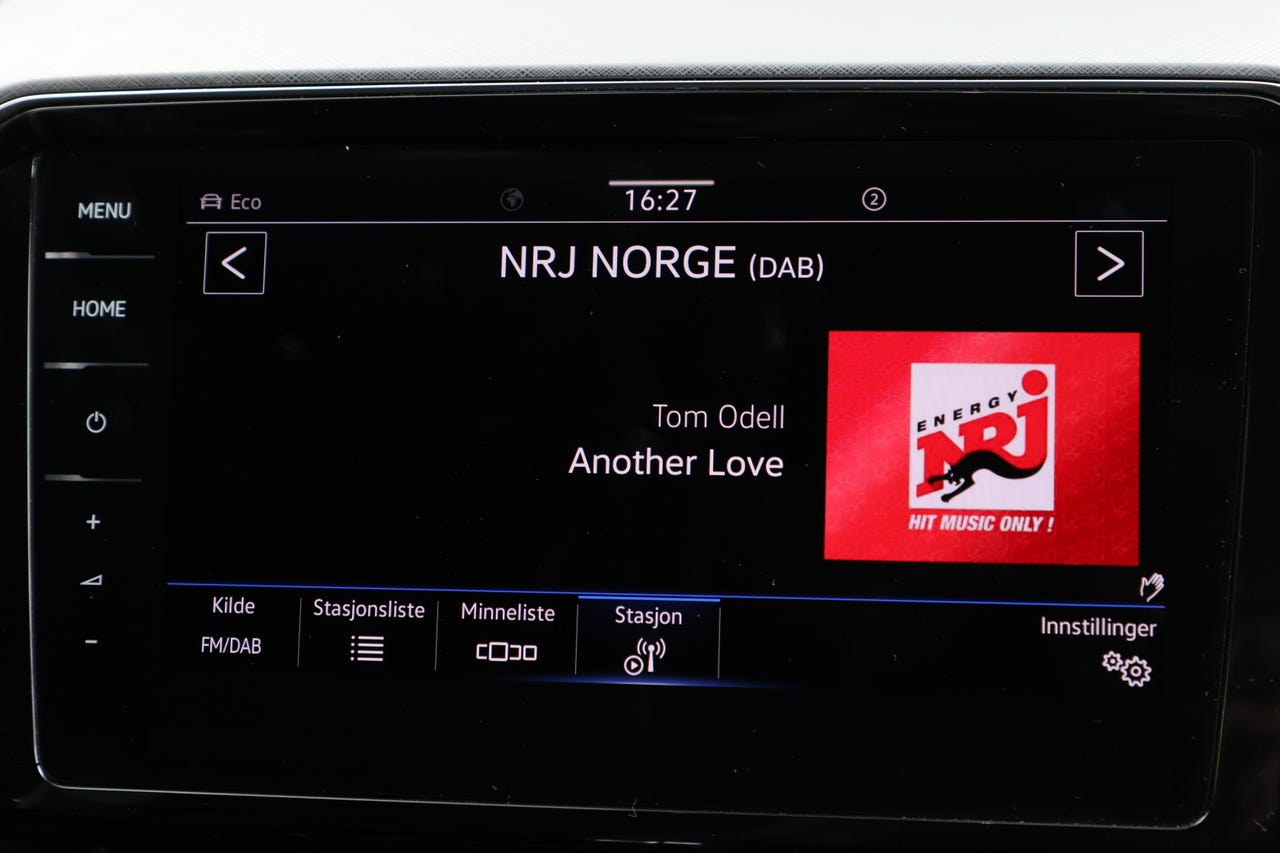 MENU
HOME
+
-
Eco
16:27
2
NRJ NORGE (DAB)
Tom Odell
Another Love
ENERGY
NRJ
HIT MUSIC ONLY !
Kilde
FM/DAB
Stasjonsliste
Minneliste
Stasjon
Innstillinger